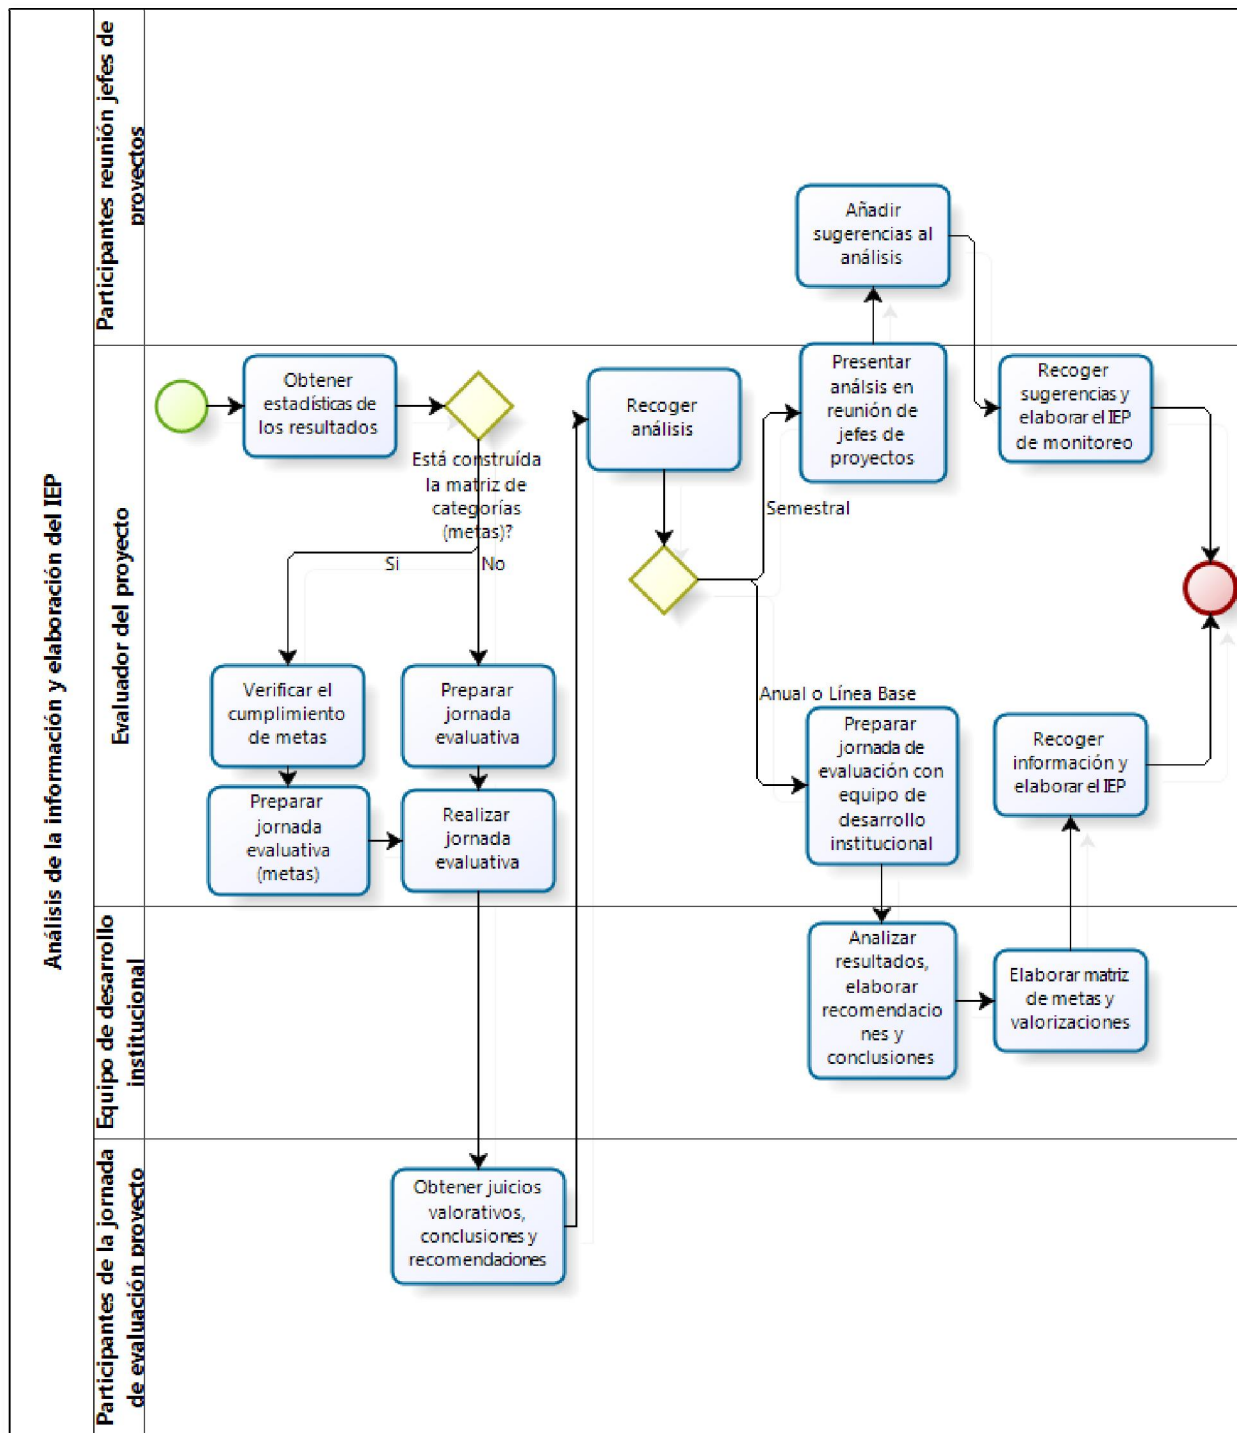 Análisis de la información y elaboración del IEP
Participantes reunión jefes de
proyectos
Añadir
sugerencias al
análisis
Evaluador del proyecto
Obtener
estadísticas de
los resultados
Está construída
la matriz de
categorías
(metas)?
Si
No
Verificar el
cumplimiento
de metas
Preparar
jornada
evaluativa
(metas)
Preparar
jornada
evaluativa
Realizar
jornada
evaluativa
Recoger
análisis
Semestral
Presentar
análsis en
reunión de
jefes de
proyectos
Recoger
sugerencias y
elaborar el IEP
de monitoreo
Anual o Línea Base
Preparar
jornada de
evaluación con
equipo de
desarrollo
institucional
Recoger
información y
elaborar el IEP
Equipo de desarrollo
institucional
Analizar
resultados,
elaborar
recomendacio
nes y
conclusiones
Elaborar matriz
de metas y
valorizaciones
Participantes de la jornada
de evaluación proyecto
Obtener juicios
valorativos,
conclusiones y
recomendaciones